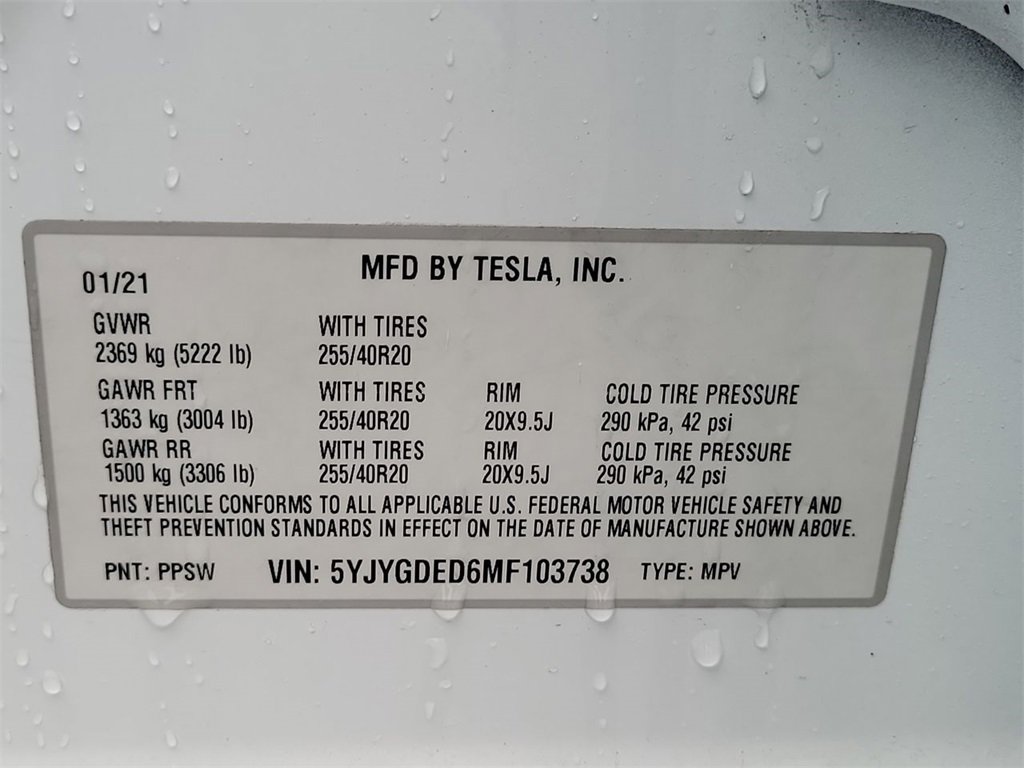 MFD BY TESLA, INC.
01/21
GVWR WITH TIRES
2369 kg (5222 lb) 255/40R20
GAWR FRT WITH TIRES RIM COLD TIRE PRESSURE
1363 kg (3004 lb) 255/40R20 20X9.5J 290 kPa, 42 psi
GAWR RR WITH TIRES RIM COLD TIRE PRESSURE
1500 kg (3306 lb) 255/40R20 20X9.5J 290 kPa, 42 psi
THIS VEHICLE CONFORMS TO ALL APPLICABLE U.S. FEDERAL MOTOR VEHICLE SAFETY AND
THEFT PREVENTION STANDARDS IN EFFECT ON THE DATE OF MANUFACTURE SHOWN ABOVE.
PNT: PPSW VIN: 5YJYGDED6MF103738 TYPE: MPV